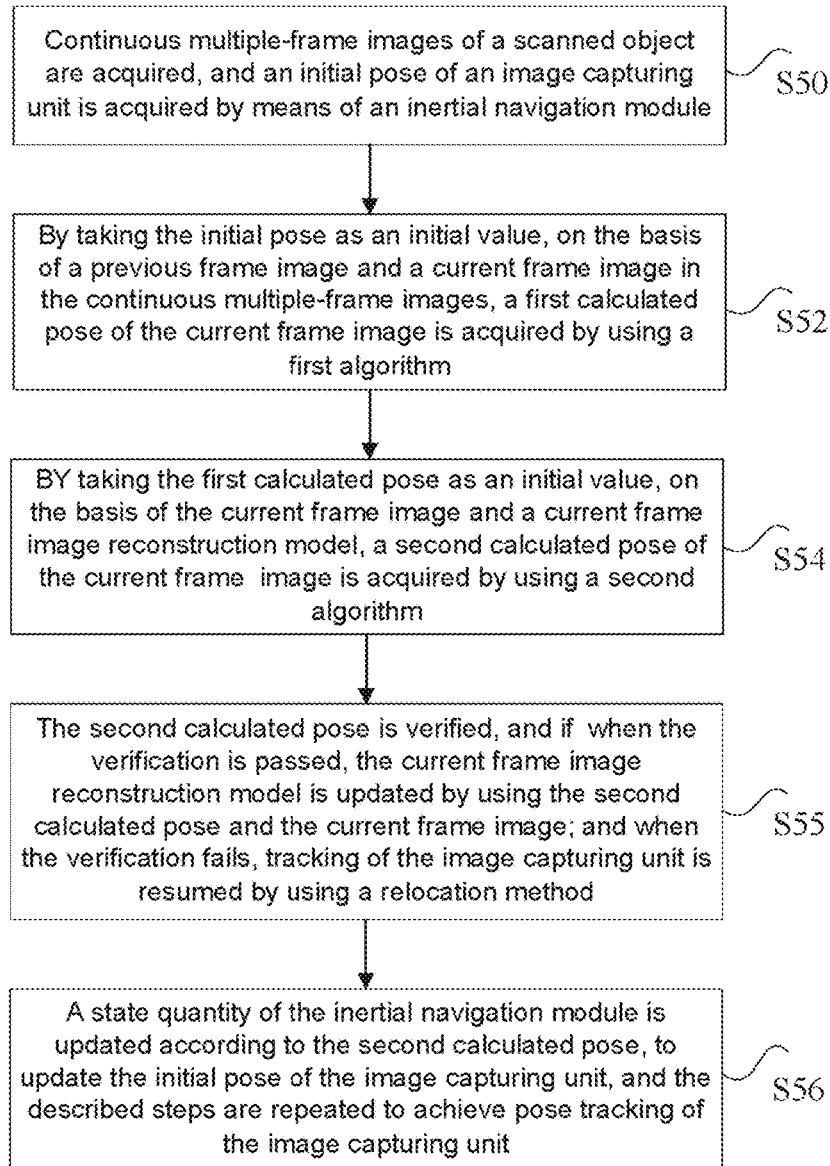 Continuous multiple-frame images of a scanned object
are acquired, and an initial pose of an image capturing
unit is acquired by means of an inertial navigation module
S50
By taking the initial pose as an initial value, on the basis
of a previous frame image and a current frame image in
the continuous multiple-frame images, a first calculated
pose of the current frame image is acquired by using a
first algorithm
S52
BY taking the first calculated pose as an initial value, on
the basis of the current frame image and a current frame
image reconstruction model, a second calculated pose of
the current frame image is acquired by using a second
algorithm
S54
The second calculated pose is verified, and if when the
verification is passed, the current frame image
reconstruction model is updated by using the second
calculated pose and the current frame image; and when
the verification fails, tracking of the image capturing unit is
resumed by using a relocation method
S55
A state quantity of the inertial navigation module is
updated according to the second calculated pose, to
update the initial pose of the image capturing unit, and the
described steps are repeated to achieve pose tracking of
the image capturing unit
S56